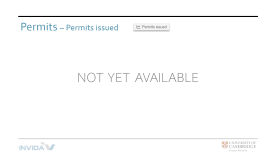 Permits – Permits issued
Permits issued
NOT YET AVAILABLE
INVIDA
UNIVERSITY OF
CAMBRIDGE